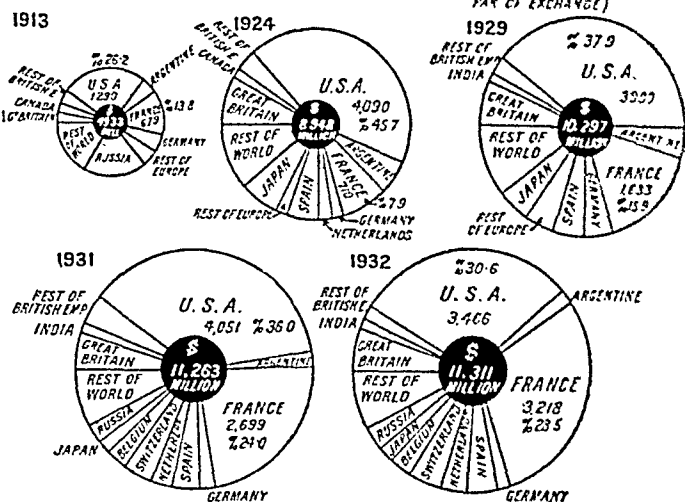 PAR OF EXCHANGE)
1913
% 26.2
REST OF
BRITISH E
CANADA
GT BRITAIN
REST
OF
WORLD
RUSSIA
U S A
1290
ARGENTINE
FRANCE
679
% 13.8
GERMANY
REST OF
EUROPE
MILLION
1924
REST OF
BRITISH E
CANADA
GREAT
BRITAIN
REST OF
WORLD
JAPAN
REST OF EUROPE
SPAIN
U.S.A.
4,090
% 45.7
$
8,948
MILLION
ARGENTINE
FRANCE
710
% 7.9
GERMANY
NETHERLANDS
1929
% 37.9
REST OF
BRITISH EMP
INDIA
GREAT
BRITAIN
REST OF
WORLD
JAPAN
REST
OF EUROPE
SPAIN
GERMANY
U.S.A.
$
10,297
MILLION
FRANCE
1,633
% 15.9
1931
REST OF
BRITISH EMP
INDIA
GREAT
BRITAIN
REST OF
WORLD
RUSSIA
JAPAN
BELGIUM
SWITZERLAND
SPAIN
U.S.A.
4,051 % 36.0
$
11,263
MILLION
ARGENTINE
FRANCE
2,699
% 24.0
GERMANY
1932
% 30.6
REST OF
BRITISH E
INDIA
GREAT
BRITAIN
REST OF
WORLD
RUSSIA
JAPAN
BELGIUM
SWITZERLAND
NETHERLANDS
SPAIN
U.S.A.
3,466
$
11,311
MILLION
ARGENTINE
FRANCE
3,218
% 23.5
GERMANY